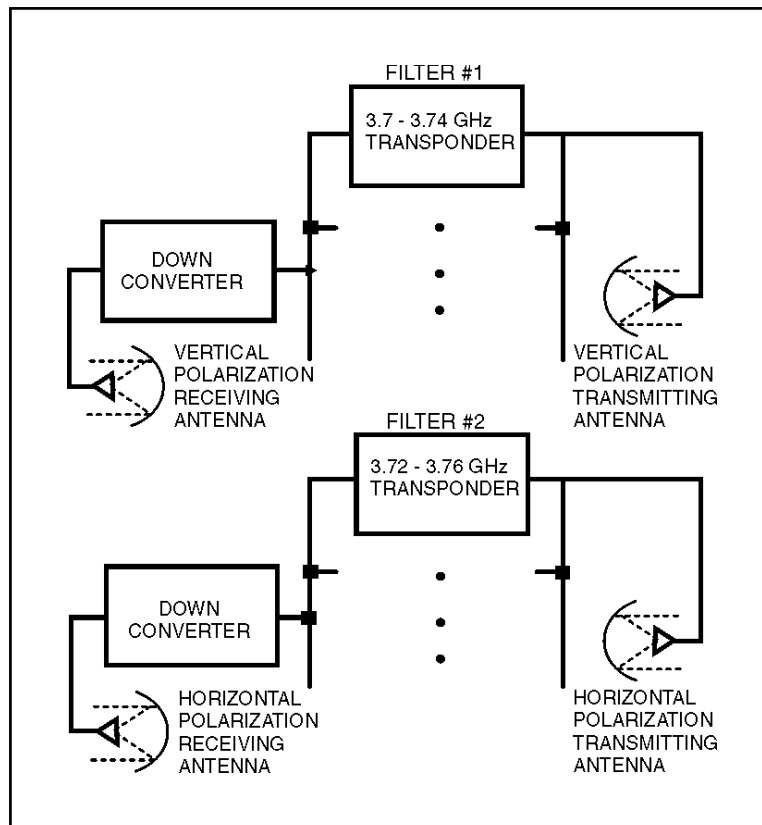 FILTER #1
3.7 - 3.74 GHz
TRANSPONDER
DOWN
CONVERTER
VERTICAL
POLARIZATION
RECEIVING
ANTENNA
VERTICAL
POLARIZATION
TRANSMITTING
ANTENNA
FILTER #2
3.72 - 3.76 GHz
TRANSPONDER
DOWN
CONVERTER
HORIZONTAL
POLARIZATION
RECEIVING
ANTENNA
HORIZONTAL
POLARIZATION
TRANSMITTING
ANTENNA